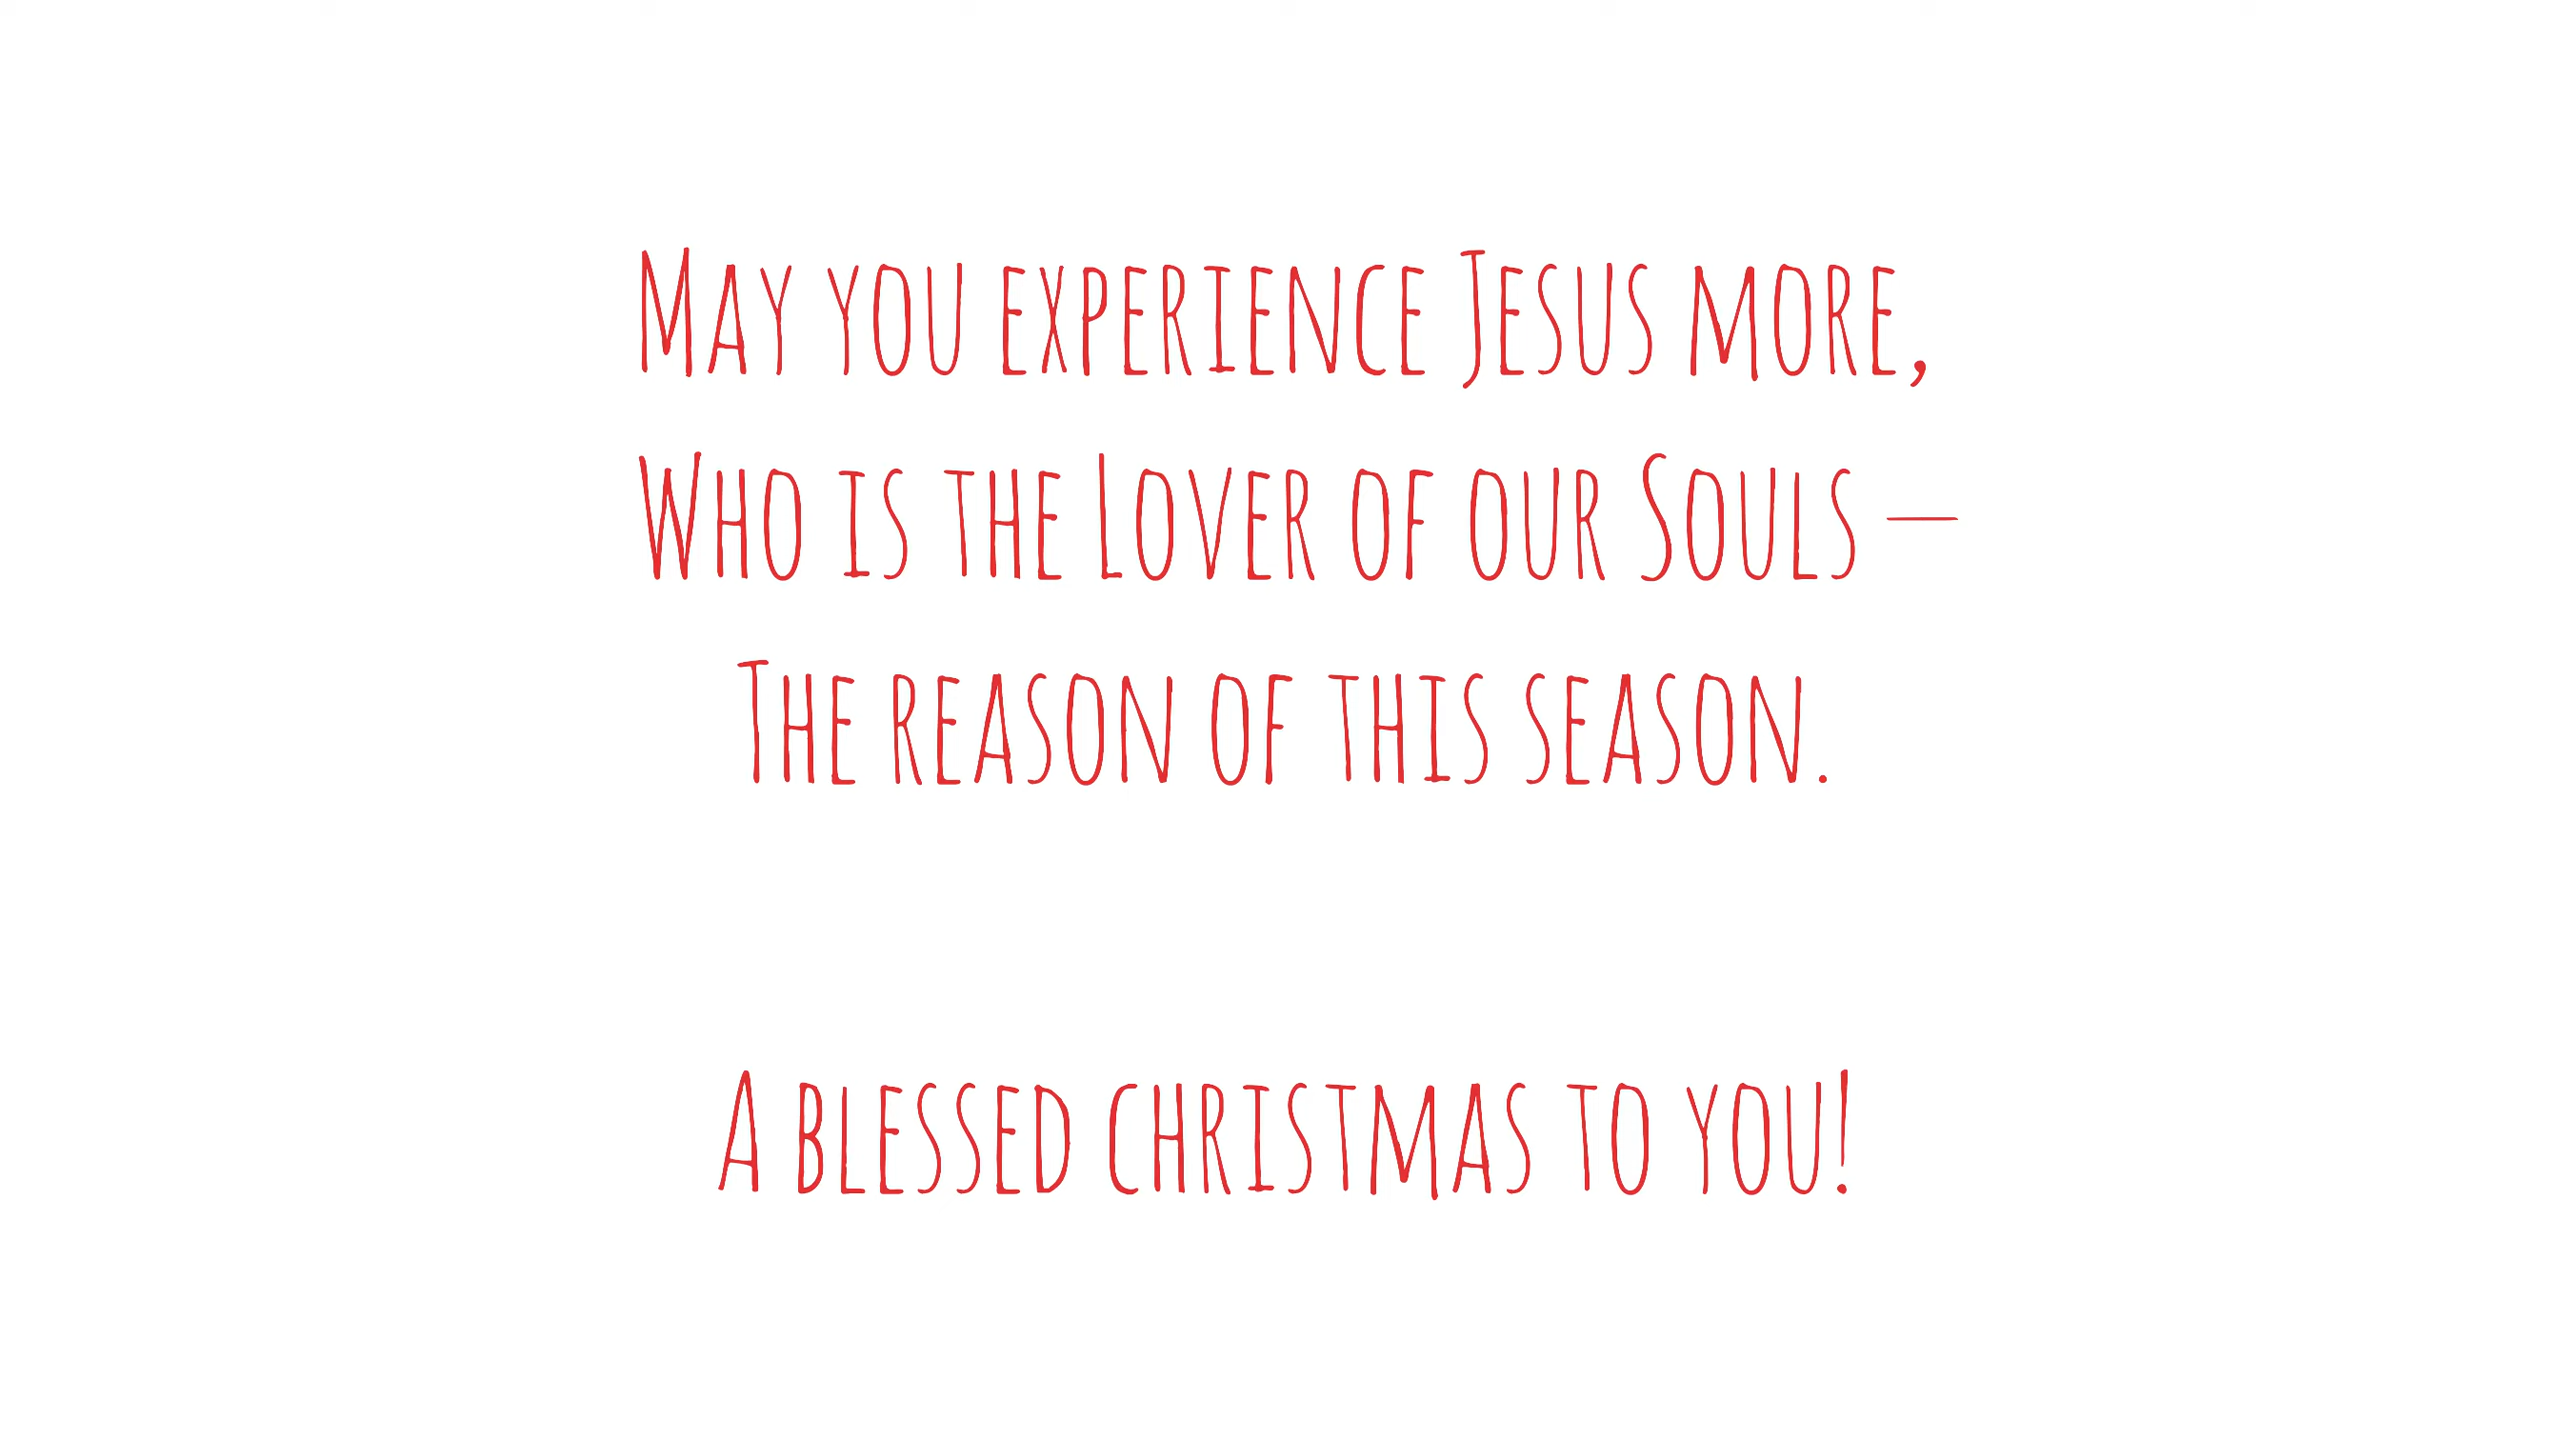 May you experience Jesus more,
Who is the Lover of our Souls —
The reason of this season.
A blessed christmas to you!